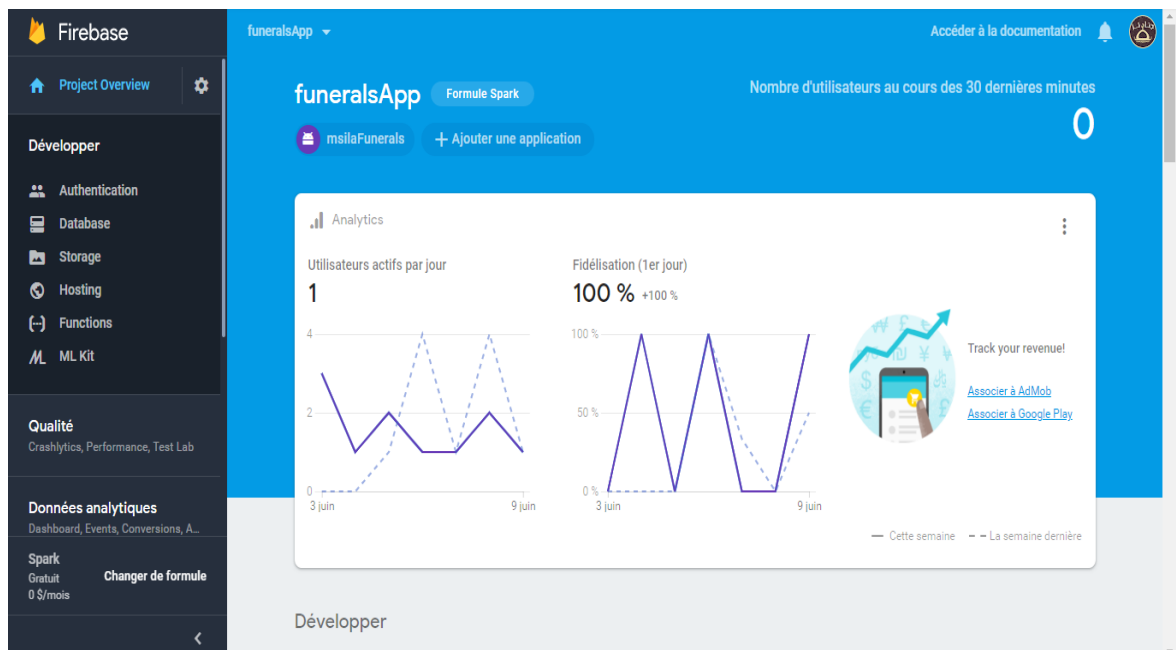 Firebase
funeralsApp
Accéder à la documentation
Project Overview
funeralsApp
Formule Spark
Nombre d'utilisateurs au cours des 30 dernières minutes
0
msilaFunerals
+ Ajouter une application
Développer
Authentication
Database
Storage
Hosting
Functions
ML Kit
Qualité
Crashlytics, Performance, Test Lab
Données analytiques
Dashboard, Events, Conversions, A...
Spark
Gratuit
0 $/mois
Changer de formule
Analytics
Utilisateurs actifs par jour
1
4
2
0
3 juin
9 juin
Fidélisation (1er jour)
100 % +100 %
100 %
50 %
0 %
3 juin
9 juin
Track your revenue!
Associer à AdMob
Associer à Google Play
Cette semaine
La semaine dernière
Développer